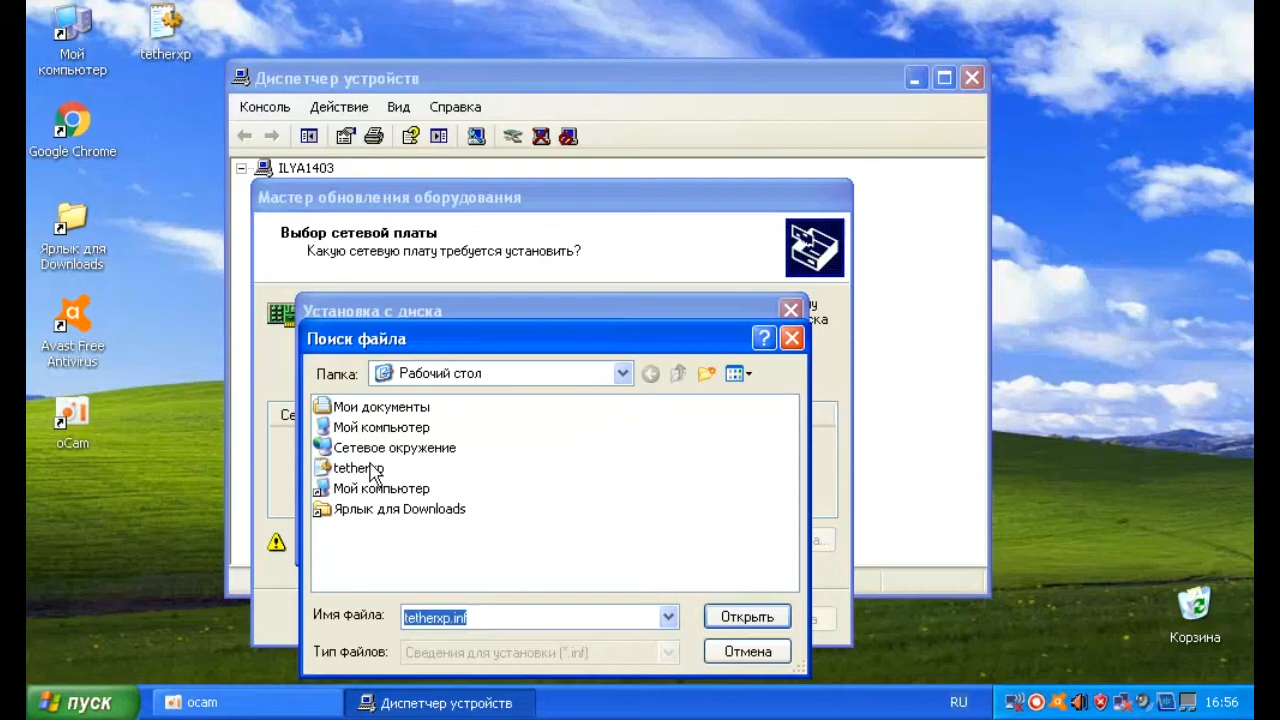 Мой
компьютер
tetherxp
Google Chrome
Ярлык для
Downloads
Avast Free
Antivirus
oCam
Диспетчер устройств
Консоль Действие Вид Справка
ILYA1403
Мастер обновления оборудования
Выбор сетевой платы
Какую сетевую плату требуется установить?
Установка с диска
Поиск файла
Папка: Рабочий стол
Мои документы
Мой компьютер
Сетевое окружение
tetherxp
Мой компьютер
Ярлык для Downloads
Имя файла: tetherxp.inf Открыть
Тип файлов: Сведения для установки (*.inf) Отмена
Корзина
пуск ocam Диспетчер устройств RU 16:56